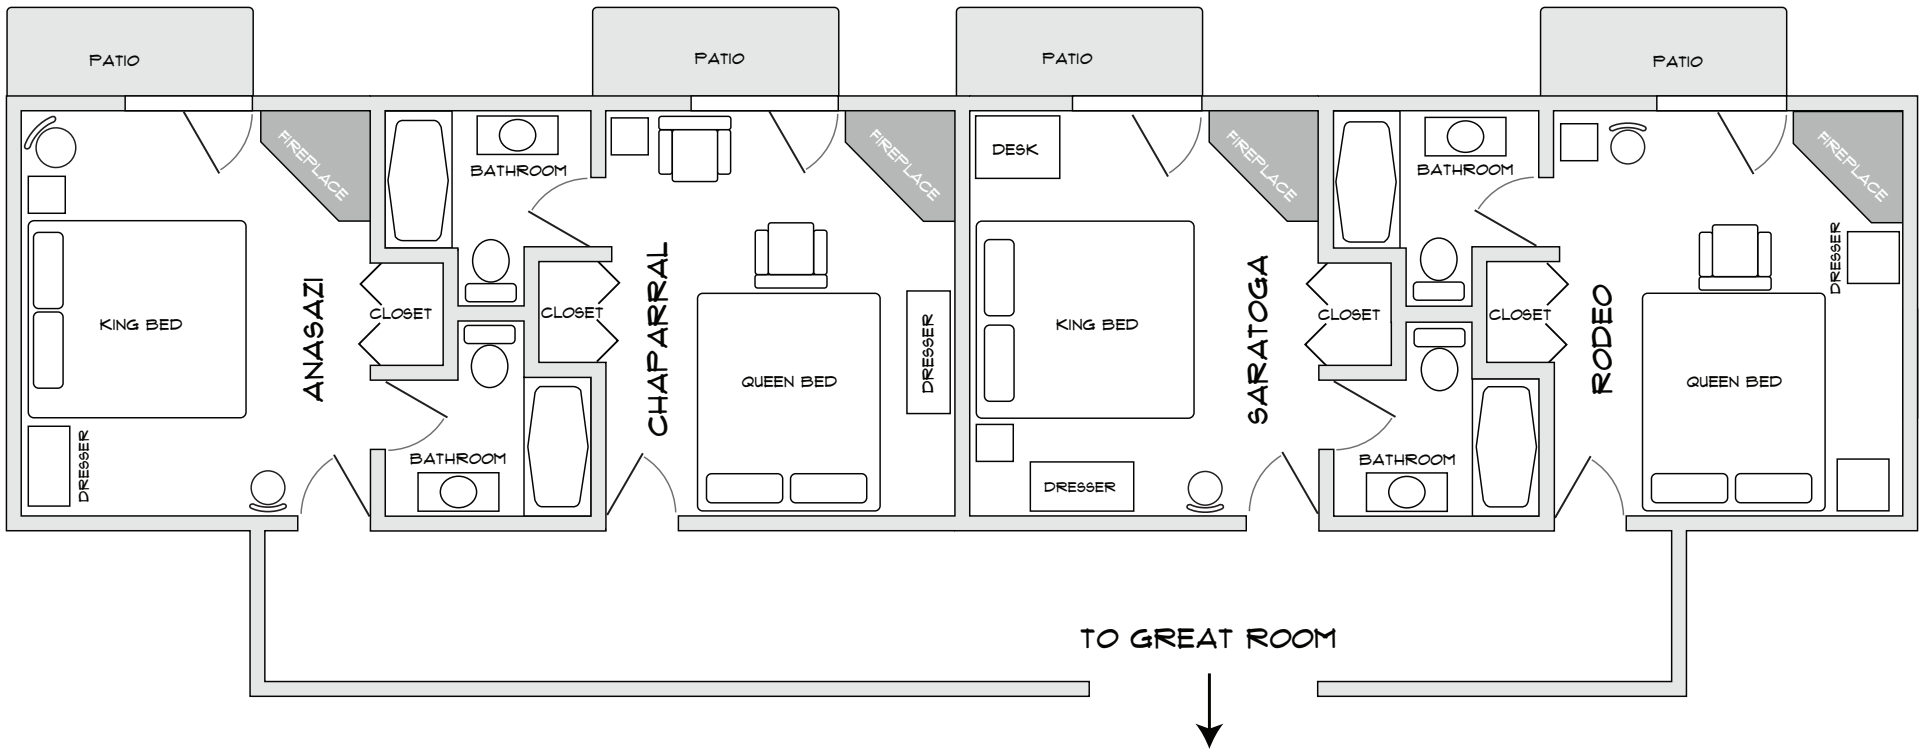 PATIO
PATIO
PATIO
PATIO
FIREPLACE
BATHROOM
FIREPLACE
DESK
FIREPLACE
BATHROOM
FIREPLACE
KING BED
ANASAZI
CLOSET
CLOSET
CHAPARRAL
QUEEN BED
DRESSER
KING BED
SARATOGA
CLOSET
CLOSET
RODEO
QUEEN BED
DRESSER
DRESSER
BATHROOM
DRESSER
BATHROOM
TO GREAT ROOM